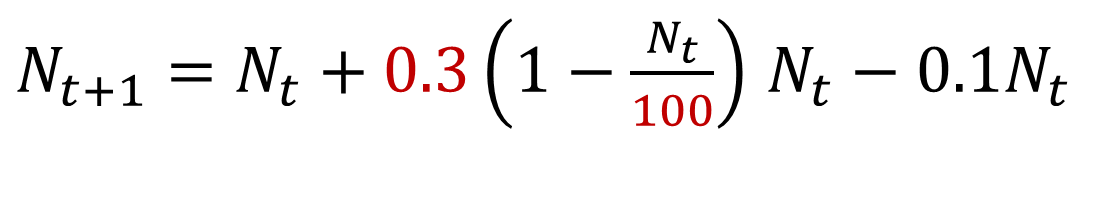 N_{t+1} = N_t + 0.3 (1 − N_t/100) N_t − 0.1N_t